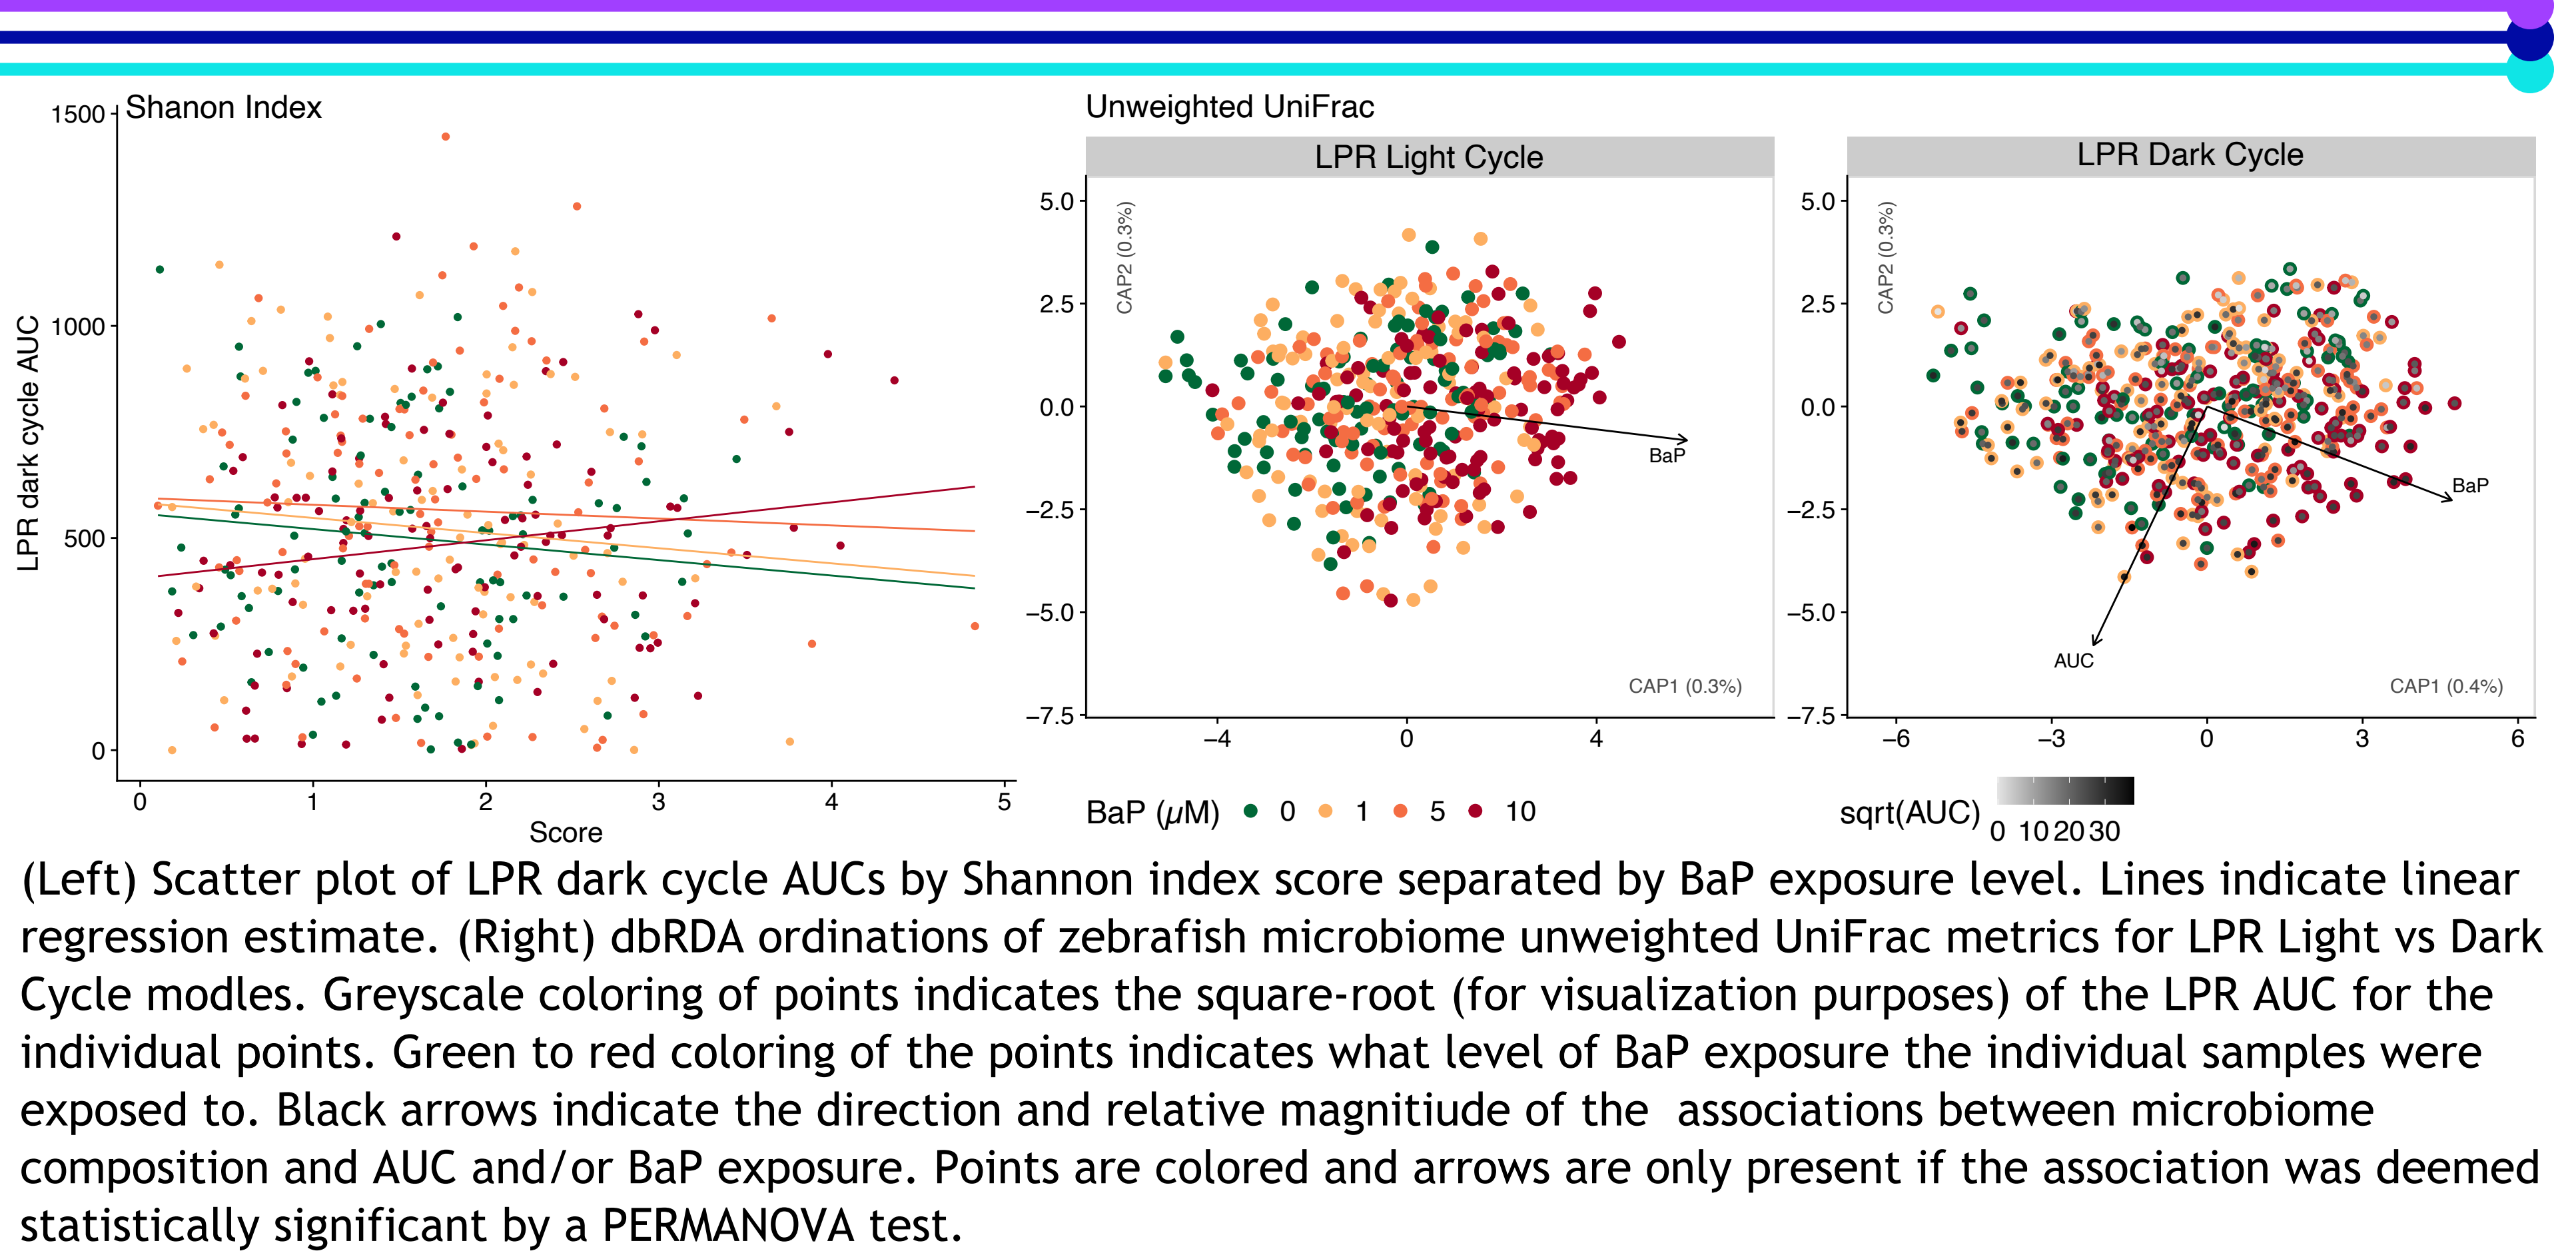 Shanon Index
1500
1000
500
0
LPR dark cycle AUC
0 1 2 3 4 5
Score
Unweighted UniFrac
LPR Light Cycle
5.0
2.5
0.0
−2.5
−5.0
−7.5
CAP2 (0.3%)
BaP
CAP1 (0.3%)
−4 0 4
LPR Dark Cycle
5.0
2.5
0.0
−2.5
−5.0
−7.5
CAP2 (0.3%)
BaP
AUC
CAP1 (0.4%)
−6 −3 0 3 6
BaP (µM) 0 1 5 10
sqrt(AUC) 0 10 20 30
(Left) Scatter plot of LPR dark cycle AUCs by Shannon index score separated by BaP exposure level. Lines indicate linear
regression estimate. (Right) dbRDA ordinations of zebrafish microbiome unweighted UniFrac metrics for LPR Light vs Dark
Cycle modles. Greyscale coloring of points indicates the square-root (for visualization purposes) of the LPR AUC for the
individual points. Green to red coloring of the points indicates what level of BaP exposure the individual samples were
exposed to. Black arrows indicate the direction and relative magnitiude of the  associations between microbiome
composition and AUC and/or BaP exposure. Points are colored and arrows are only present if the association was deemed
statistically significant by a PERMANOVA test.